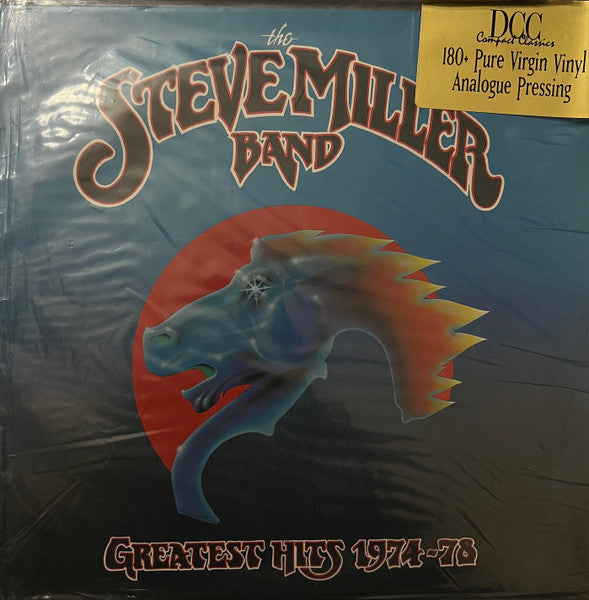 the
STEVE MILLER
BAND
DCC
Compact Classics
180+ Pure Virgin Vinyl
Analogue Pressing
GREATEST HITS 1974-78